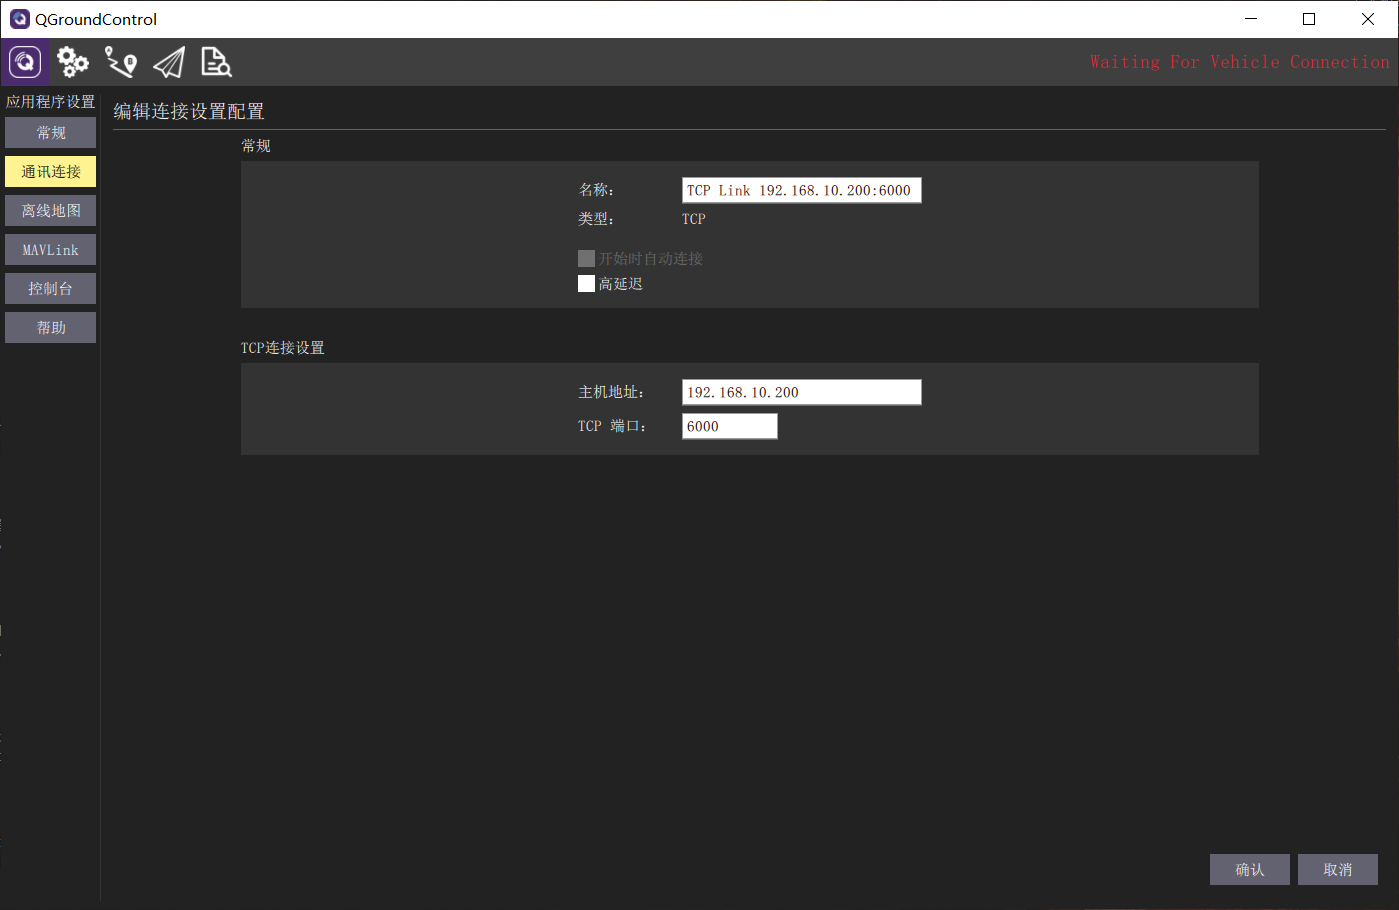 QGroundControl
Waiting For Vehicle Connection
应用程序设置
常规
通讯连接
离线地图
MAVLink
控制台
帮助
编辑连接设置配置
常规
名称：
TCP Link 192.168.10.200:6000
类型：
TCP
开始时自动连接
高延迟
TCP连接设置
主机地址：
192.168.10.200
TCP 端口：
6000
确认
取消